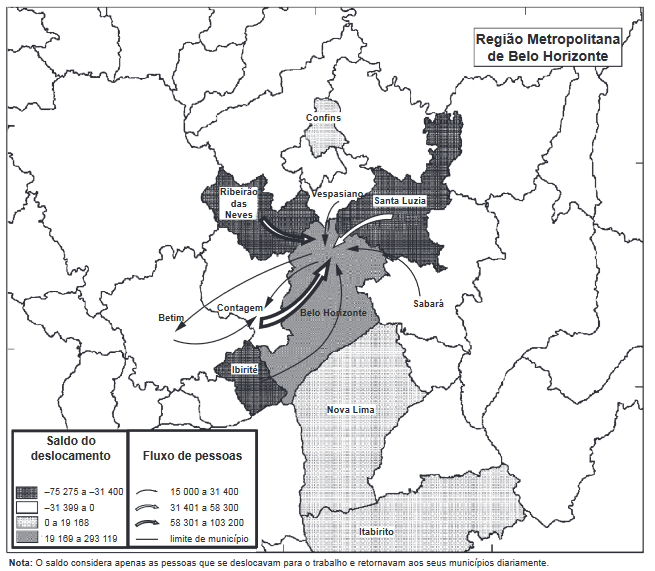 Região Metropolitana
de Belo Horizonte
Confins
Ribeirão
das
Neves
Vespasiano
Santa Luzia
Betim
Contagem
Belo Horizonte
Sabará
Ibirité
Nova Lima
Itabirito
Saldo do
deslocamento
–75 275 a –31 400
–31 399 a 0
0 a 19 168
19 169 a 293 119
Fluxo de pessoas
15 000 a 31 400
31 401 a 58 300
58 301 a 103 200
limite de município
Nota: O saldo considera apenas as pessoas que se deslocavam para o trabalho e retornavam aos seus municípios diariamente.